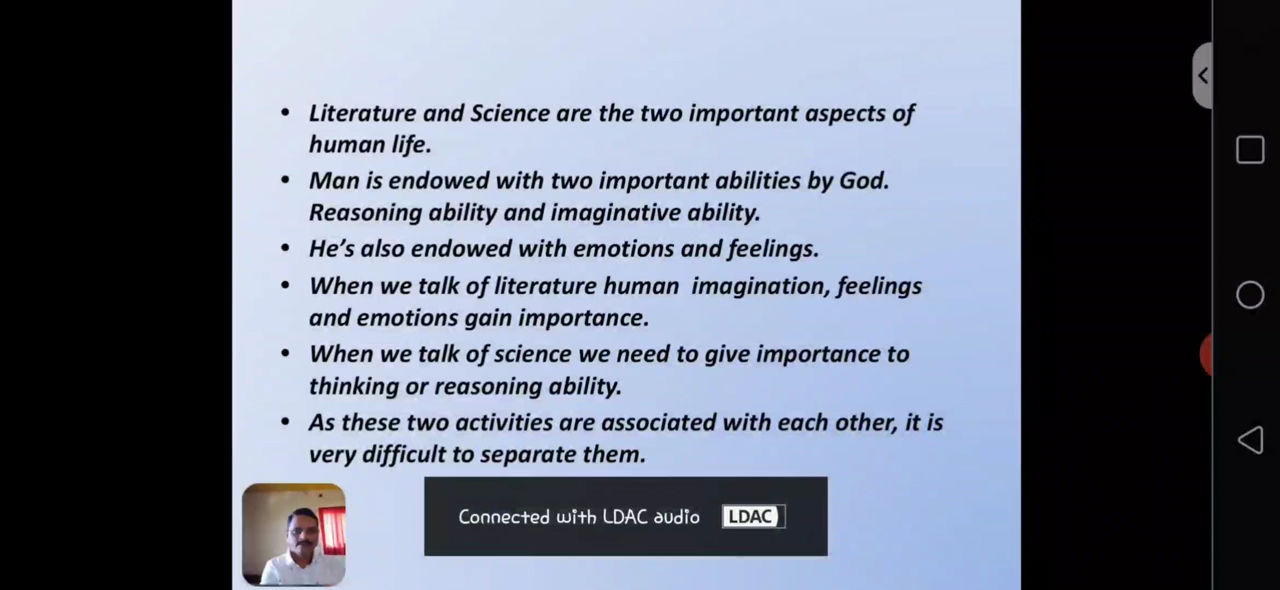 • Literature and Science are the two important aspects of
human life.
• Man is endowed with two important abilities by God.
Reasoning ability and imaginative ability.
• He’s also endowed with emotions and feelings.
• When we talk of literature human  imagination, feelings
and emotions gain importance.
• When we talk of science we need to give importance to
thinking or reasoning ability.
• As these two activities are associated with each other, it is
very difficult to separate them.
Connected with LDAC audio LDAC